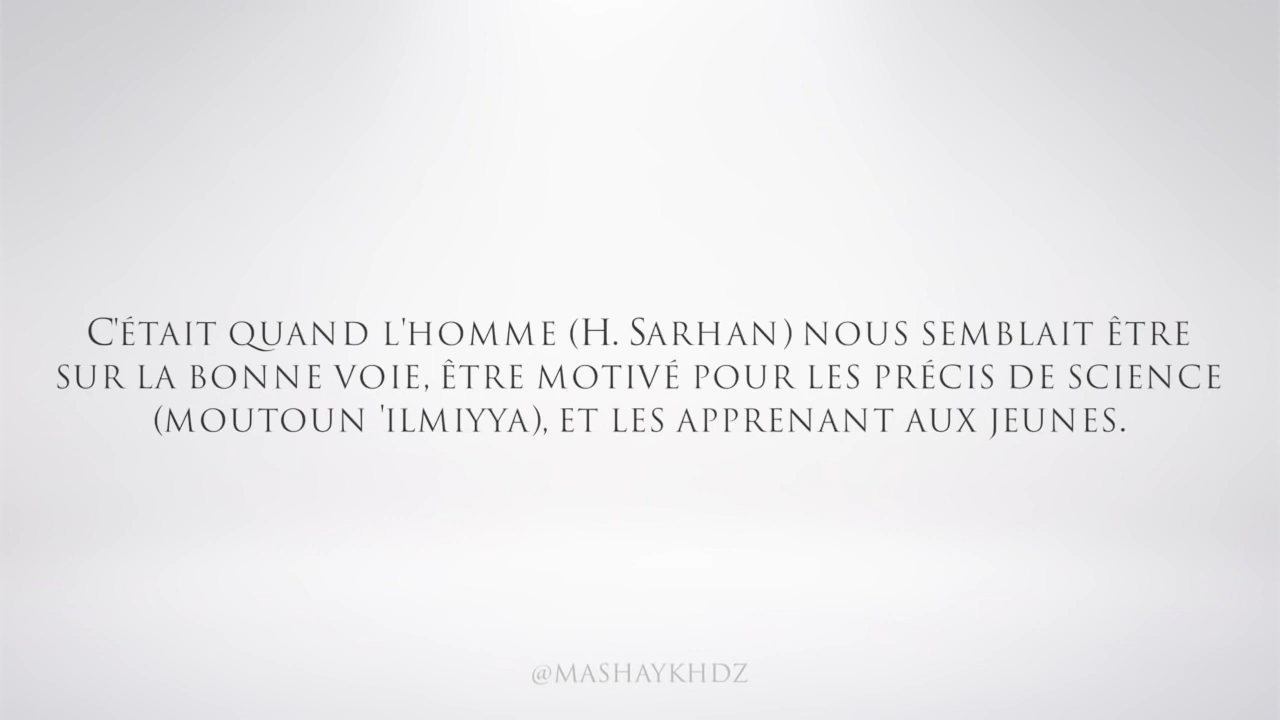 C'était quand l'homme (H. Sarhan) nous semblait être
sur la bonne voie, être motivé pour les précis de science
(moutoun 'ilmiyya), et les apprenant aux jeunes.
@mashaykhdz